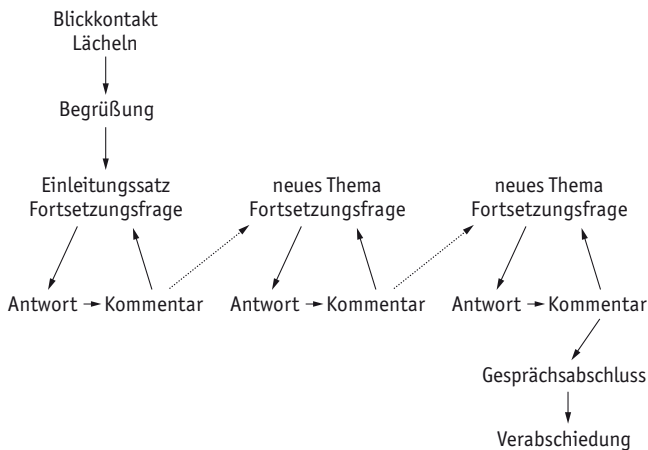 Blickkontakt
Lächeln
Begrüßung
Einleitungssatz
Fortsetzungsfrage
neues Thema
Fortsetzungsfrage
neues Thema
Fortsetzungsfrage
Antwort
Kommentar
Antwort
Kommentar
Antwort
Kommentar
Gesprächsabschluss
Verabschiedung